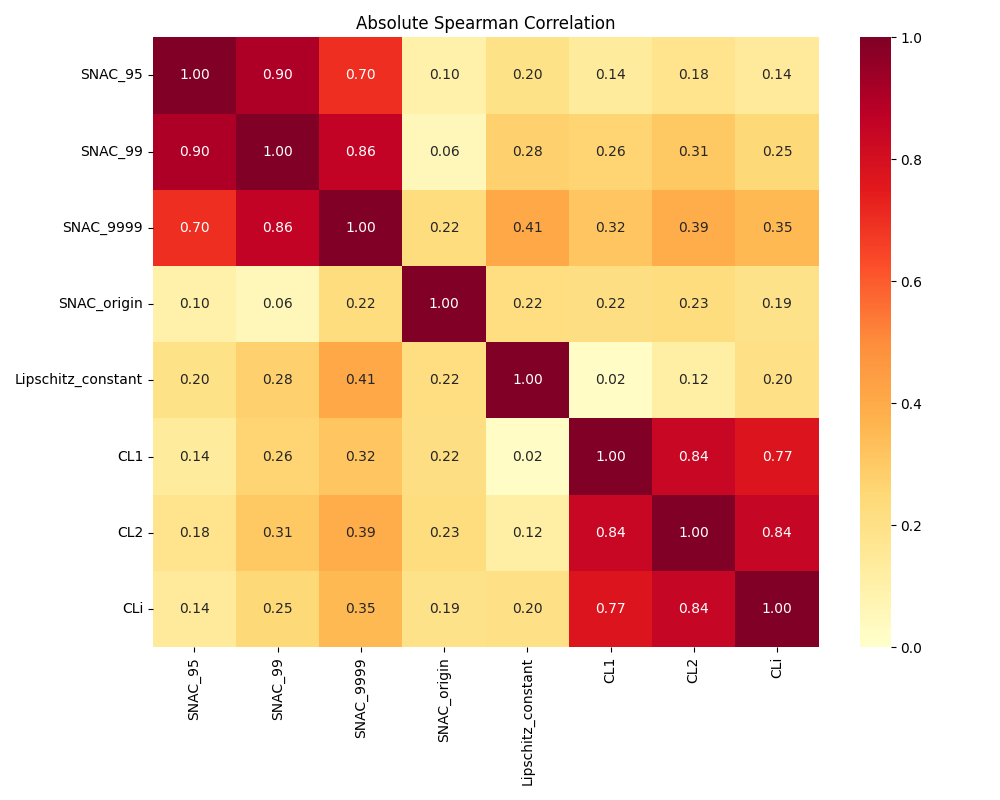 Absolute Spearman Correlation
SNAC_95 1.00 0.90 0.70 0.10 0.20 0.14 0.18 0.14
SNAC_99 0.90 1.00 0.86 0.06 0.28 0.26 0.31 0.25
SNAC_9999 0.70 0.86 1.00 0.22 0.41 0.32 0.39 0.35
SNAC_origin 0.10 0.06 0.22 1.00 0.22 0.22 0.23 0.19
Lipschitz_constant 0.20 0.28 0.41 0.22 1.00 0.02 0.12 0.20
CL1 0.14 0.26 0.32 0.22 0.02 1.00 0.84 0.77
CL2 0.18 0.31 0.39 0.23 0.12 0.84 1.00 0.84
CLi 0.14 0.25 0.35 0.19 0.20 0.77 0.84 1.00
SNAC_95
SNAC_99
SNAC_9999
SNAC_origin
Lipschitz_constant
CL1
CL2
CLi
1.0
0.8
0.6
0.4
0.2
0.0